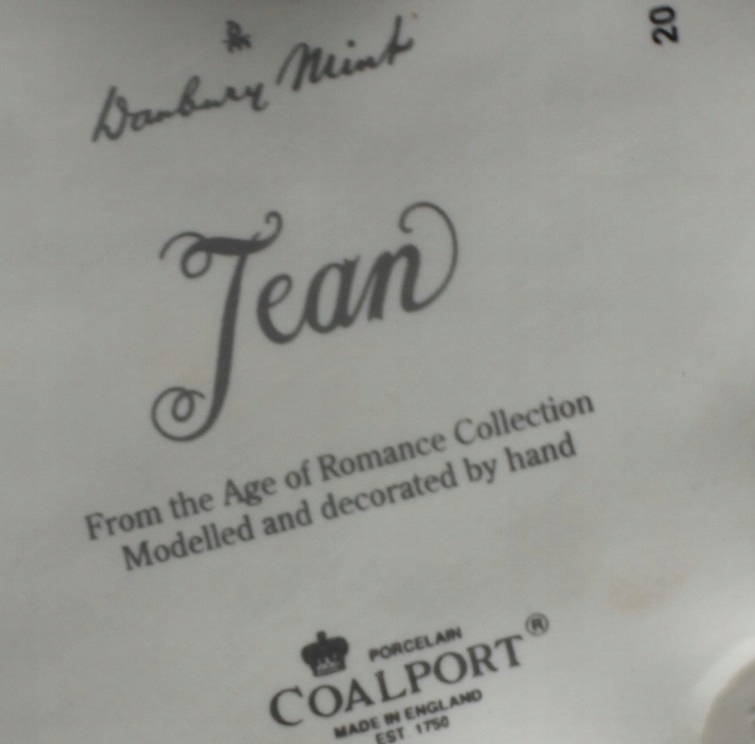 Danbury Mint
20
Jean
From the Age of Romance Collection
Modelled and decorated by hand
PORCELAIN
COALPORT®
MADE IN ENGLAND
EST 1750